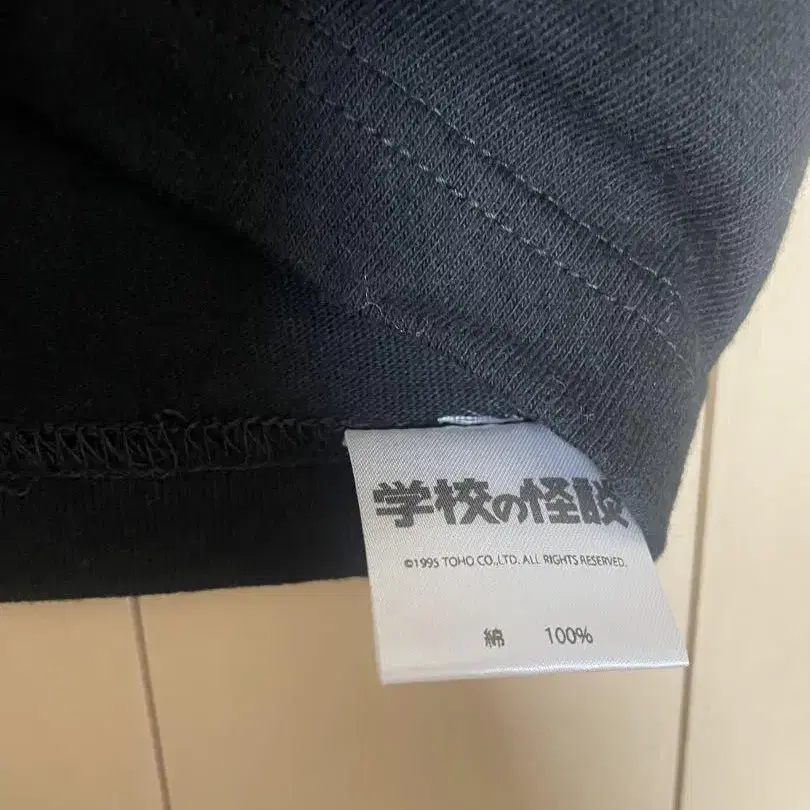 学校の怪談
©1995 TOHO CO.,LTD. ALL RIGHTS RESERVED.
綿 100%